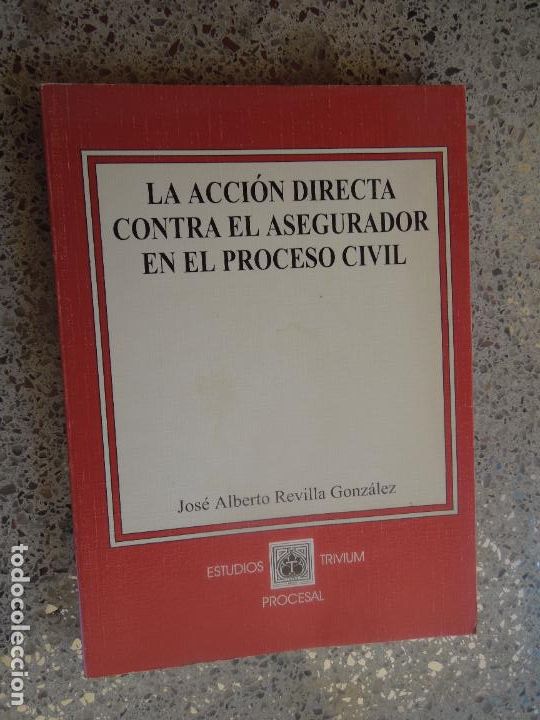 LA ACCIÓN DIRECTA
CONTRA EL ASEGURADOR
EN EL PROCESO CIVIL
José Alberto Revilla González
ESTUDIOS TRIVIUM
PROCESAL
todocoleccion